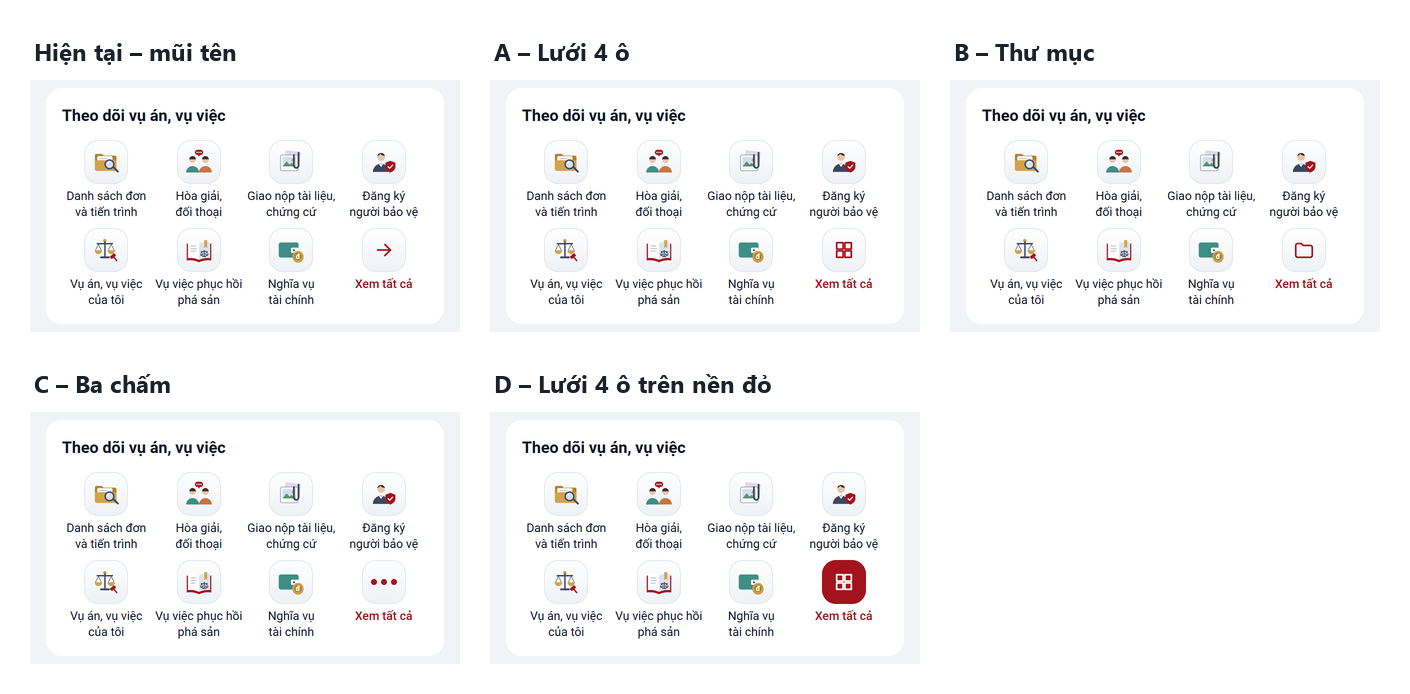 Hiện tại – mũi tên
A – Lưới 4 ô
B – Thư mục
Theo dõi vụ án, vụ việc
Danh sách đơn và tiến trình
Hòa giải, đối thoại
Giao nộp tài liệu, chứng cứ
Đăng ký người bảo vệ
Vụ án, vụ việc của tôi
Vụ việc phục hồi phá sản
Nghĩa vụ tài chính
Xem tất cả
Theo dõi vụ án, vụ việc
Danh sách đơn và tiến trình
Hòa giải, đối thoại
Giao nộp tài liệu, chứng cứ
Đăng ký người bảo vệ
Vụ án, vụ việc của tôi
Vụ việc phục hồi phá sản
Nghĩa vụ tài chính
Xem tất cả
Theo dõi vụ án, vụ việc
Danh sách đơn và tiến trình
Hòa giải, đối thoại
Giao nộp tài liệu, chứng cứ
Đăng ký người bảo vệ
Vụ án, vụ việc của tôi
Vụ việc phục hồi phá sản
Nghĩa vụ tài chính
Xem tất cả
C – Ba chấm
D – Lưới 4 ô trên nền đỏ
Theo dõi vụ án, vụ việc
Danh sách đơn và tiến trình
Hòa giải, đối thoại
Giao nộp tài liệu, chứng cứ
Đăng ký người bảo vệ
Vụ án, vụ việc của tôi
Vụ việc phục hồi phá sản
Nghĩa vụ tài chính
Xem tất cả
Theo dõi vụ án, vụ việc
Danh sách đơn và tiến trình
Hòa giải, đối thoại
Giao nộp tài liệu, chứng cứ
Đăng ký người bảo vệ
Vụ án, vụ việc của tôi
Vụ việc phục hồi phá sản
Nghĩa vụ tài chính
Xem tất cả